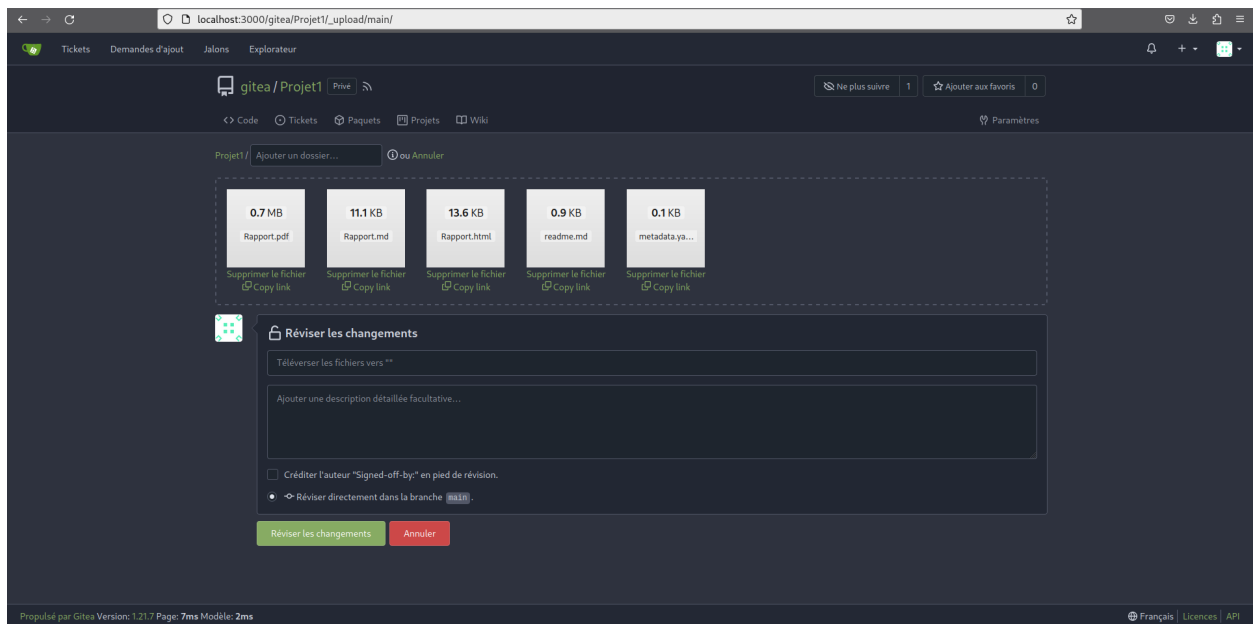 localhost:3000/gitea/Projet1/_upload/main/
Tickets Demandes d'ajout Jalons Explorateur
gitea / Projet1 Privé Ne plus suivre 1 Ajouter aux favoris 0
Code Tickets Paquets Projets Wiki Paramètres
Projet1 / Ajouter un dossier... ou Annuler
0.7 MB 11.1 KB 13.6 KB 0.9 KB 0.1 KB
Rapport.pdf Rapport.md Rapport.html readme.md metadata.ya...
Supprimer le fichier Supprimer le fichier Supprimer le fichier Supprimer le fichier Supprimer le fichier
Copy link Copy link Copy link Copy link Copy link
Réviser les changements
Téléverser les fichiers vers ""
Ajouter une description détaillée facultative...
Créditer l'auteur "Signed-off-by:" en pied de révision.
Réviser directement dans la branche main.
Réviser les changements Annuler
Propulsé par Gitea Version: 1.21.7 Page: 7ms Modèle: 2ms Français Licences API